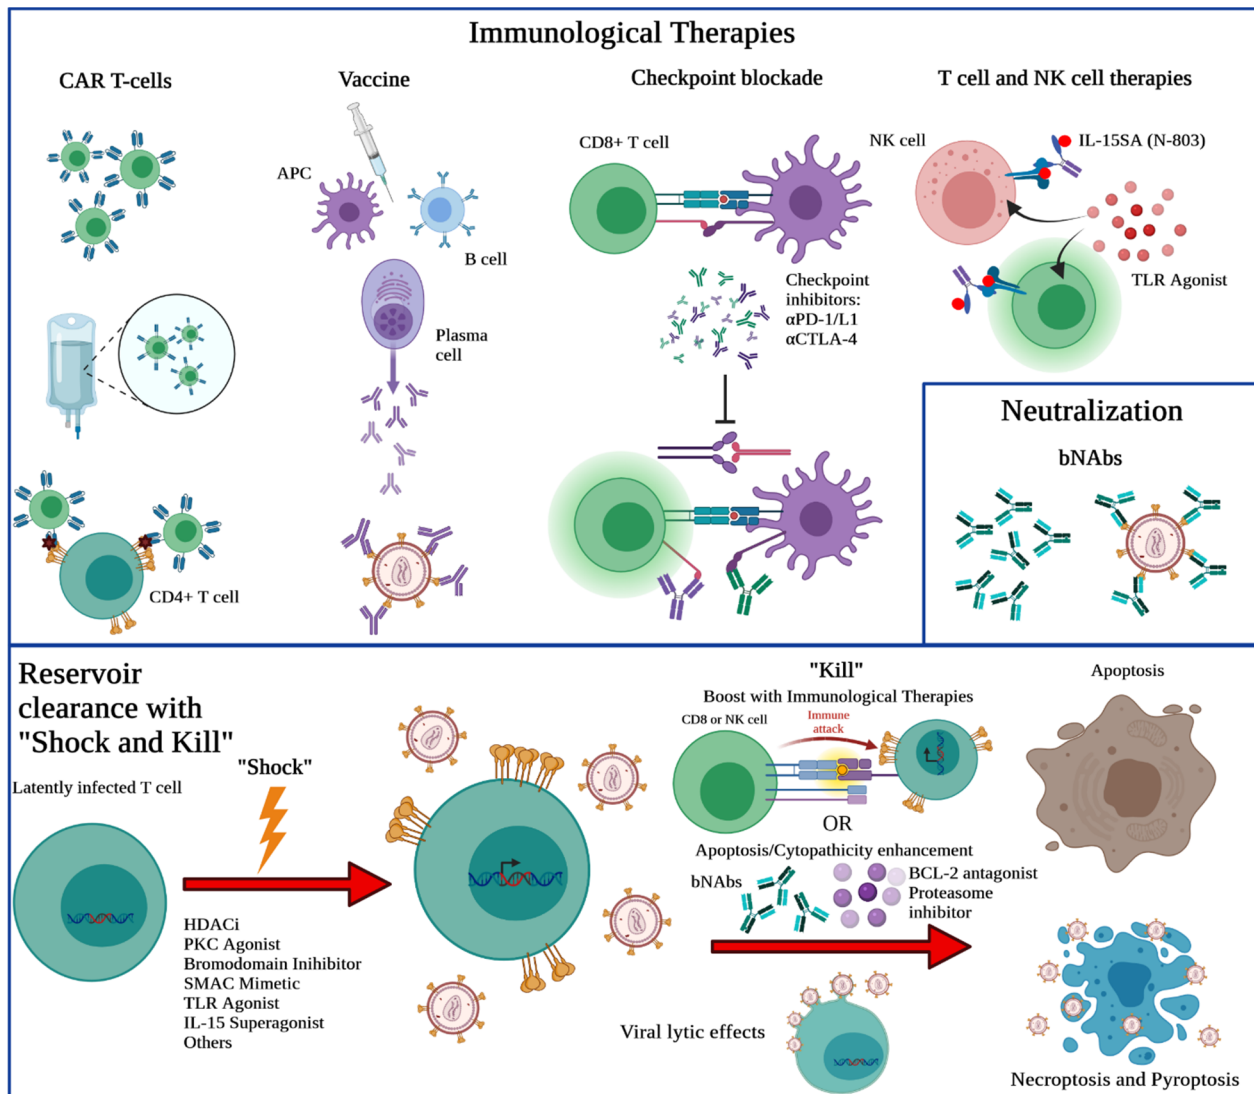 Immunological Therapies
CAR T-cells
Vaccine
APC
B cell
Plasma
cell
CD4+ T cell
Checkpoint blockade
CD8+ T cell
Checkpoint
inhibitors:
αPD-1/L1
αCTLA-4
T cell and NK cell therapies
NK cell
IL-15SA (N-803)
TLR Agonist
Neutralization
bNAbs
Reservoir
clearance with
"Shock and Kill"
Latently infected T cell
"Shock"
HDACi
PKC Agonist
Bromodomain Inihibitor
SMAC Mimetic
TLR Agonist
IL-15 Superagonist
Others
"Kill"
Boost with Immunological Therapies
CD8 or NK cell
Immune
attack
OR
Apoptosis/Cytopathicity enhancement
bNAbs
BCL-2 antagonist
Proteasome
inhibitor
Viral lytic effects
Apoptosis
Necroptosis and Pyroptosis